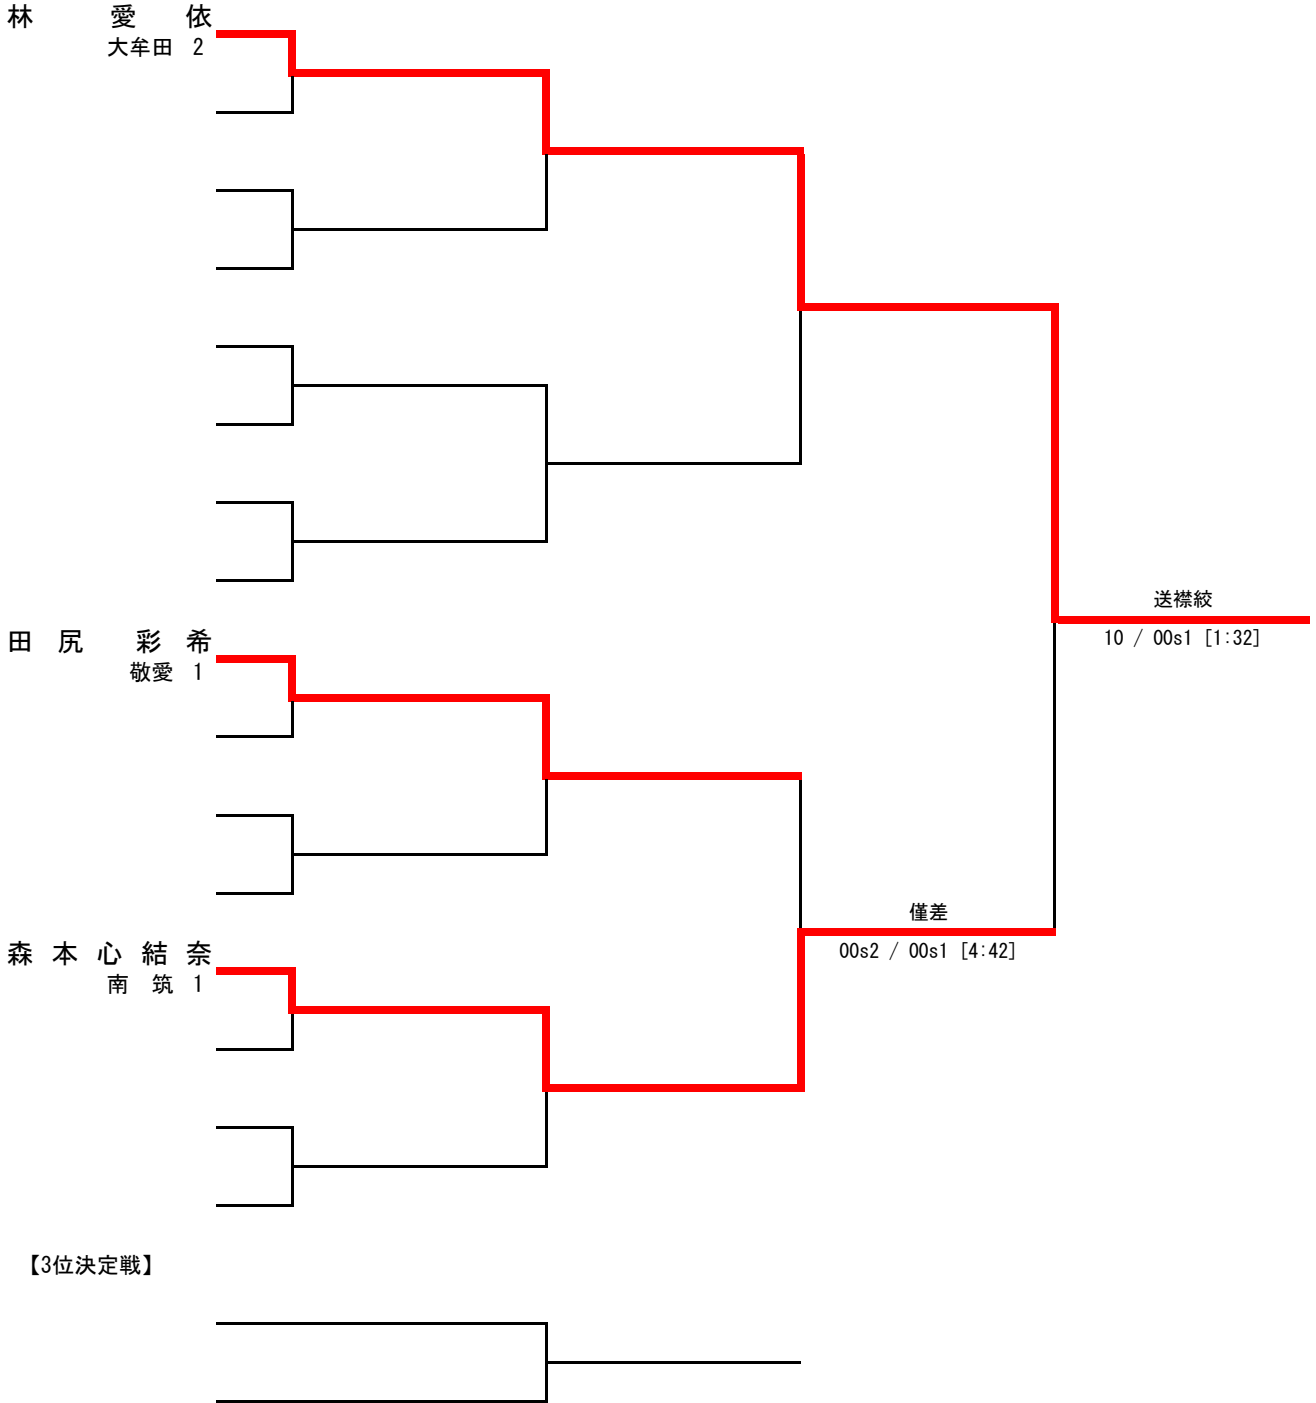 林 愛 依
大牟田 2
送襟絞
10 / 00s1 [1:32]
田 尻 彩 希
敬愛 1
僅差
00s2 / 00s1 [4:42]
森 本 心 結 奈
南 筑 1
【3位決定戦】